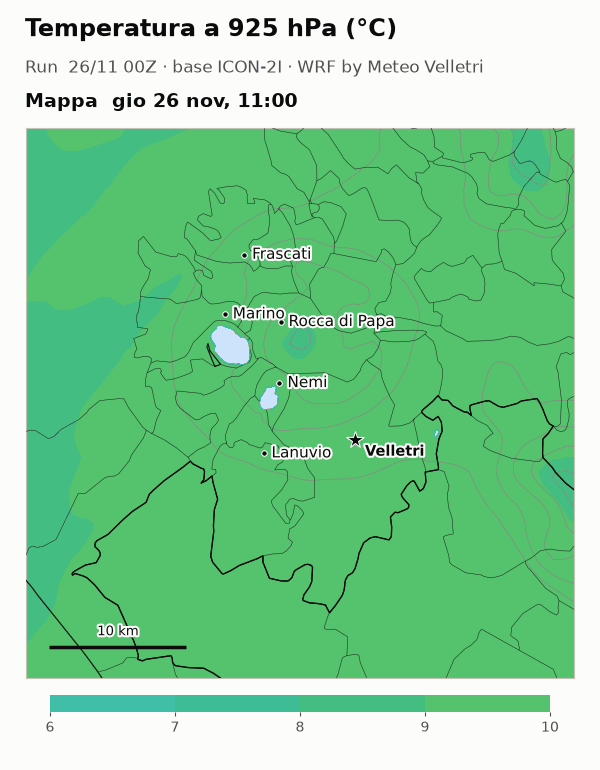 Temperatura a 925 hPa (°C)
Run  26/11 00Z · base ICON-2I · WRF by Meteo Velletri
Mappa  gio 26 nov, 11:00
Frascati
Marino
Rocca di Papa
Nemi
Velletri
Lanuvio
10 km
6 7 8 9 10